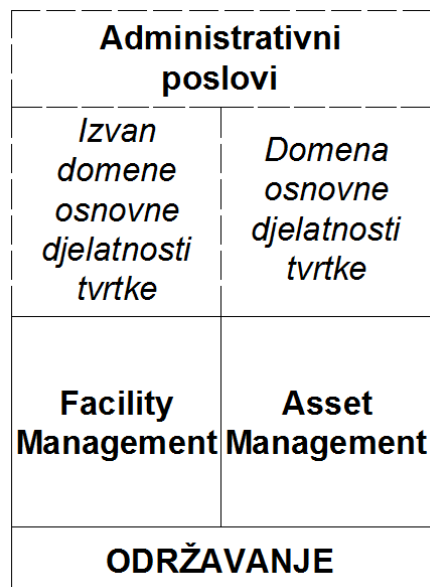 Administrativni
poslovi
Izvan
domene
osnovne
djelatnosti
tvrtke
Domena
osnovne
djelatnosti
tvrtke
Facility
Management
Asset
Management
ODRŽAVANJE